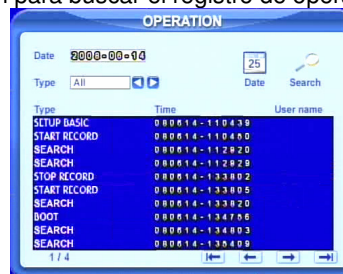 para buscar el registro de oper
OPERATION
Date 2008-06-14
25
Type All
Date Search
Type Time User name
SETUP BASIC 080614-110439
START RECORD 080614-110450
SEARCH 080614-112920
SEARCH 080614-112929
STOP RECORD 080614-133802
START RECORD 080614-133805
SEARCH 080614-133820
BOOT 080614-134756
SEARCH 080614-134803
SEARCH 080614-135409
1/4